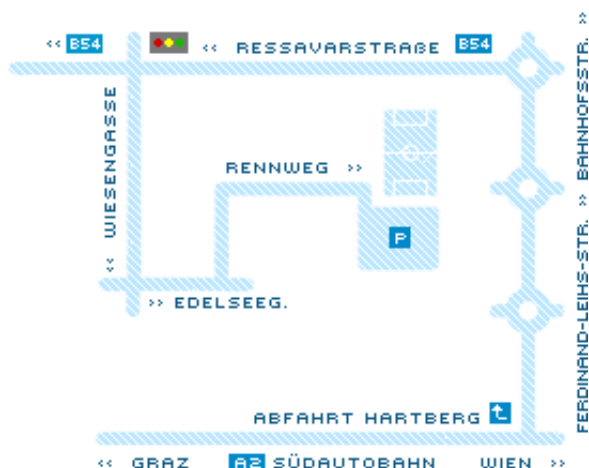 << B54
<< RESSAVARSTRAßE B54
BAHNHOFSSTR. >>
<< WIESENGASSE
RENNWEG >>
P
FERDINAND-LEIHS-STR. >>
>> EDELSEEG.
ABFAHRT HARTBERG
<< GRAZ A2 SÜDAUTOBAHN WIEN >>